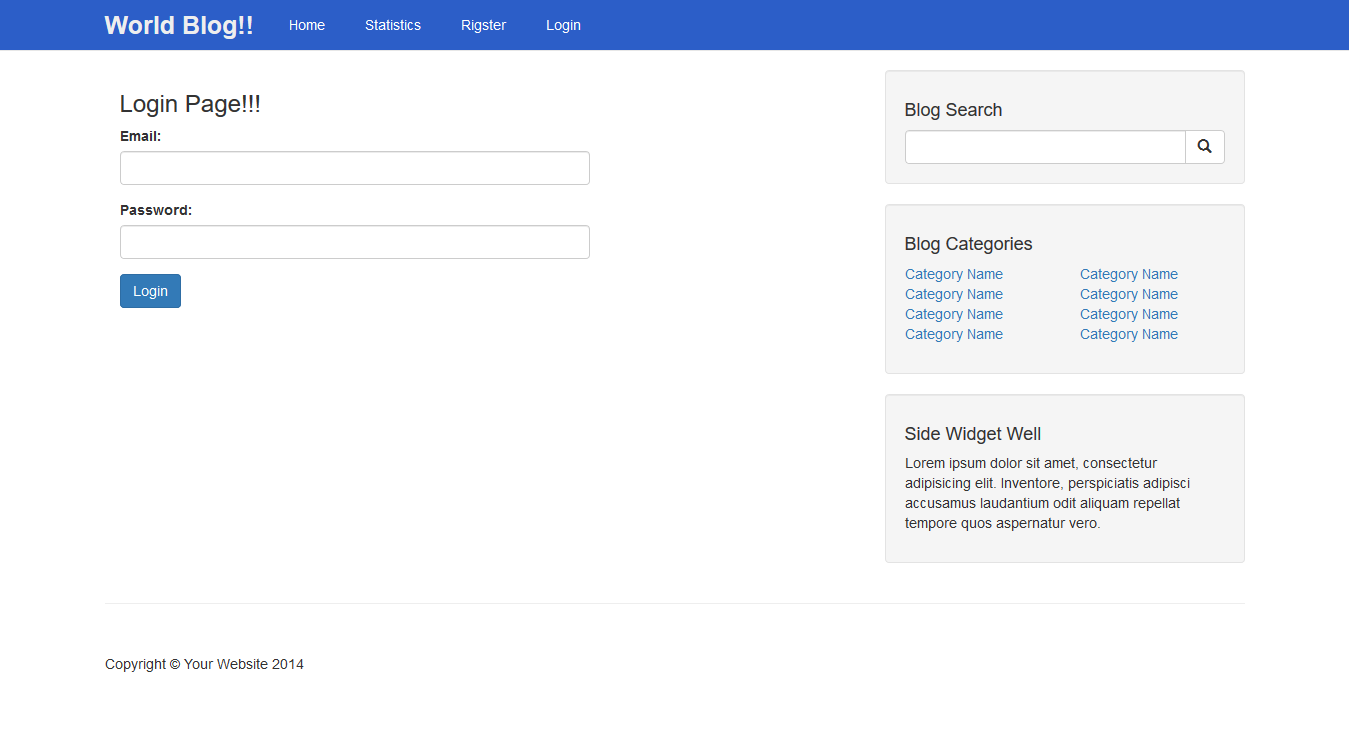 World Blog!! Home Statistics Rigster Login
Login Page!!!
Email:
Password:
Login
Blog Search
Blog Categories
Category Name Category Name
Category Name Category Name
Category Name Category Name
Category Name Category Name
Side Widget Well
Lorem ipsum dolor sit amet, consectetur
adipisicing elit. Inventore, perspiciatis adipisci
accusamus laudantium odit aliquam repellat
tempore quos aspernatur vero.
Copyright © Your Website 2014